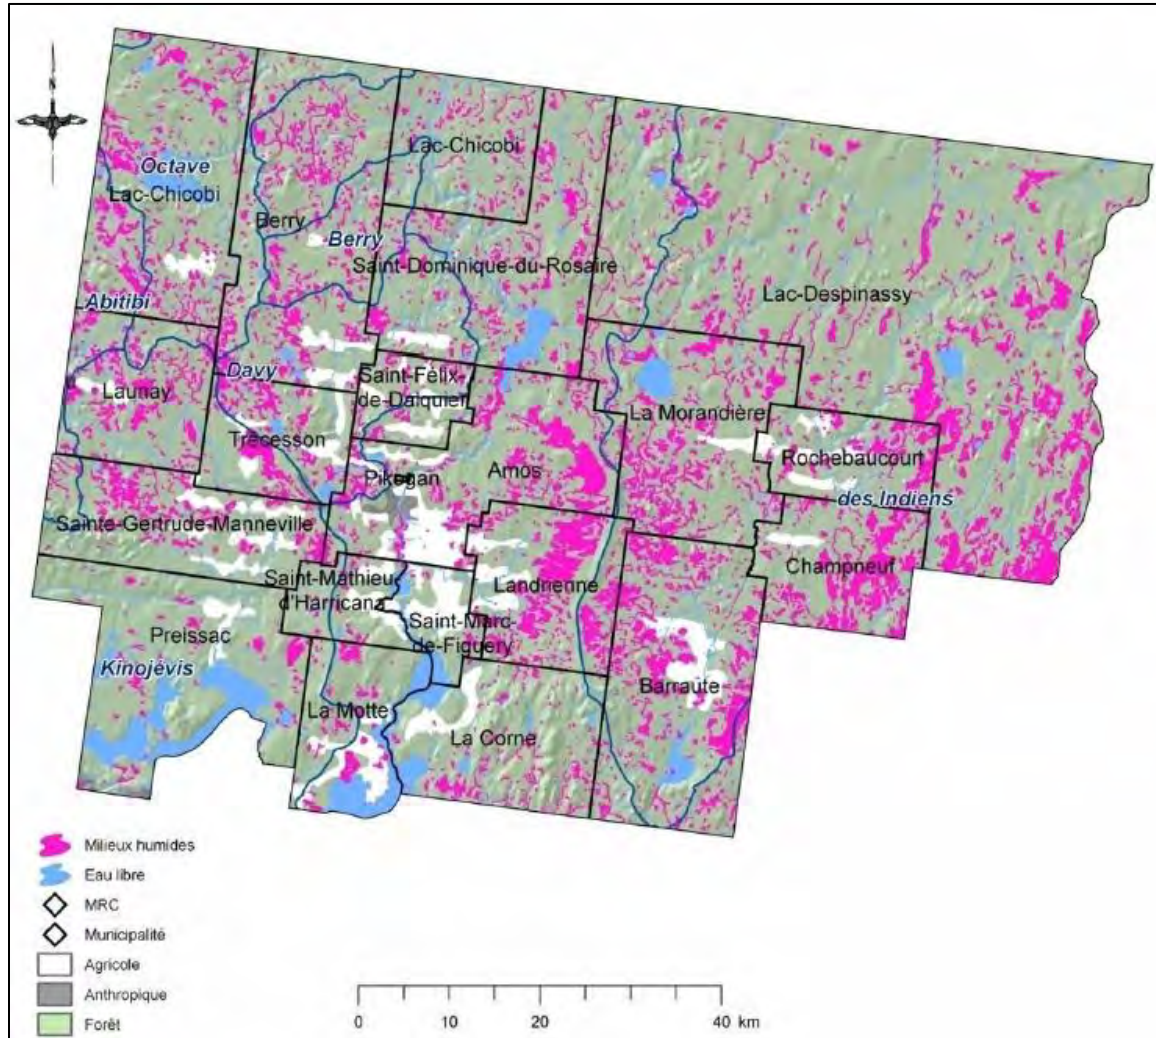 N
Octave
Lac-Chicobi
Lac-Chicobi
Berry
Berry
Saint-Dominique-du-Rosaire
Lac-Despinassy
Abitibi
Launay
Davy
Saint-Félix-
de-Dalquier
Trécesson
La Morandière
Rochebaucourt
Pikogan
Amos
des Indiens
Sainte-Gertrude-Manneville
Champneuf
Saint-Mathieu-
d'Harricana
Landrienne
Saint-Marc-
de-Figuery
Preissac
Kinojévis
Barraute
La Motte
La Corne
Milieux humides
Eau libre
MRC
Municipalité
Agricole
Anthropique
Forêt
0 10 20 40 km